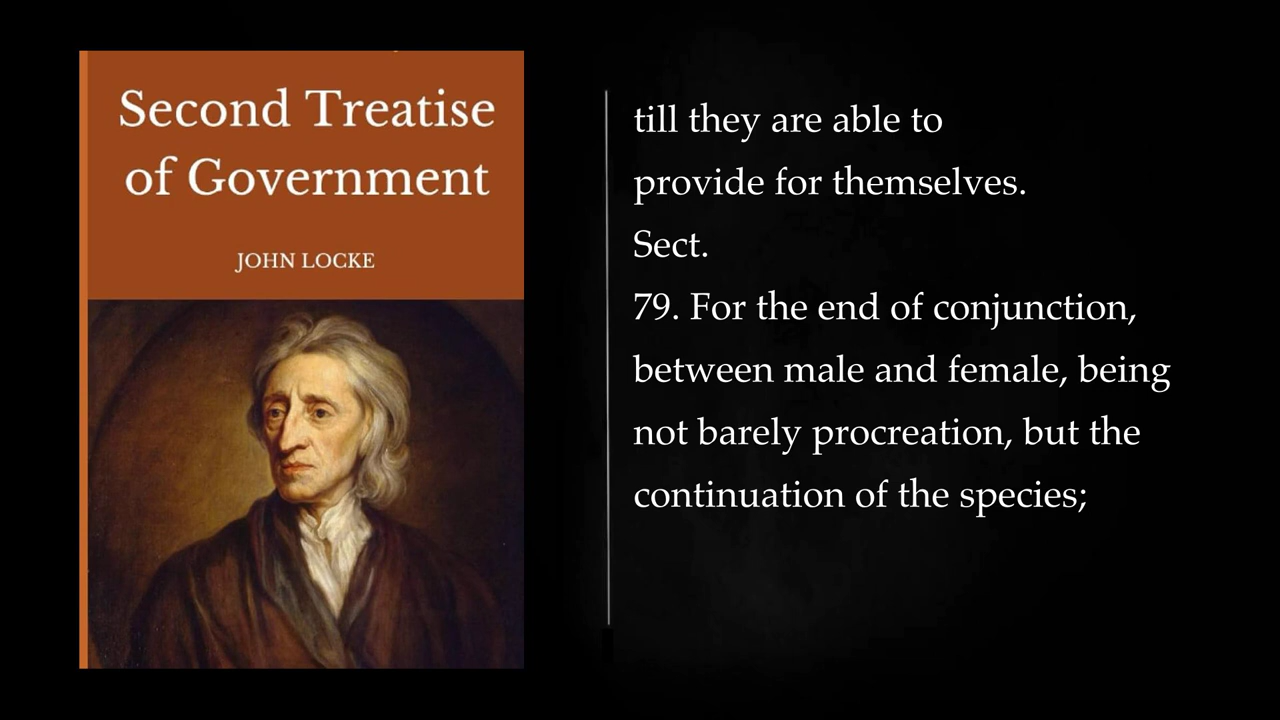 Second Treatise
of Government
JOHN LOCKE
till they are able to
provide for themselves.
Sect.
79. For the end of conjunction,
between male and female, being
not barely procreation, but the
continuation of the species;